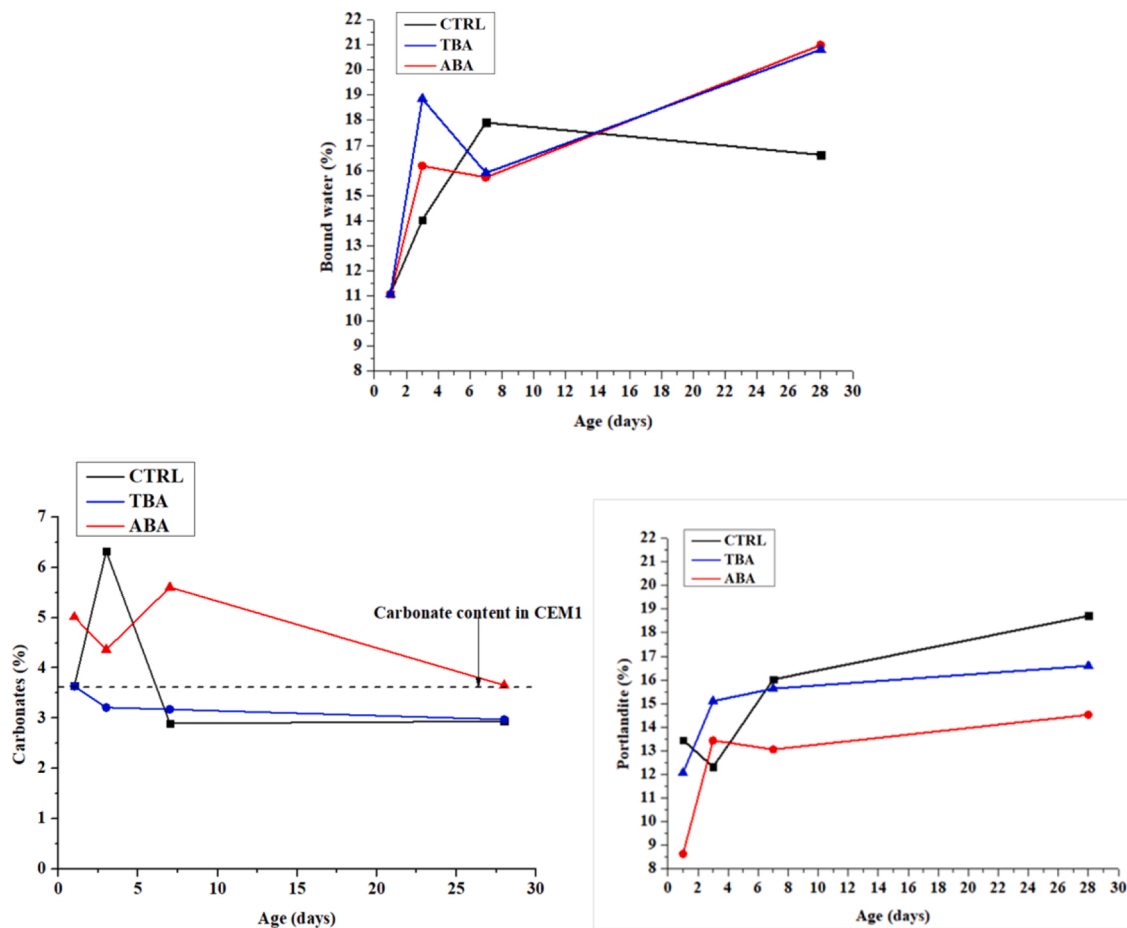 CTRL
TBA
ABA
22
21
20
19
18
17
16
15
14
13
12
11
10
9
8
0 2 4 6 8 10 12 14 16 18 20 22 24 26 28 30
Bound water (%)
Age (days)
CTRL
TBA
ABA
7
6
5
4
3
2
1
0
0 5 10 15 20 25 30
Carbonate content in CEM1
Carbonates (%)
Age (days)
CTRL
TBA
ABA
22
21
20
19
18
17
16
15
14
13
12
11
10
9
8
0 2 4 6 8 10 12 14 16 18 20 22 24 26 28 30
Portlandite (%)
Age (days)